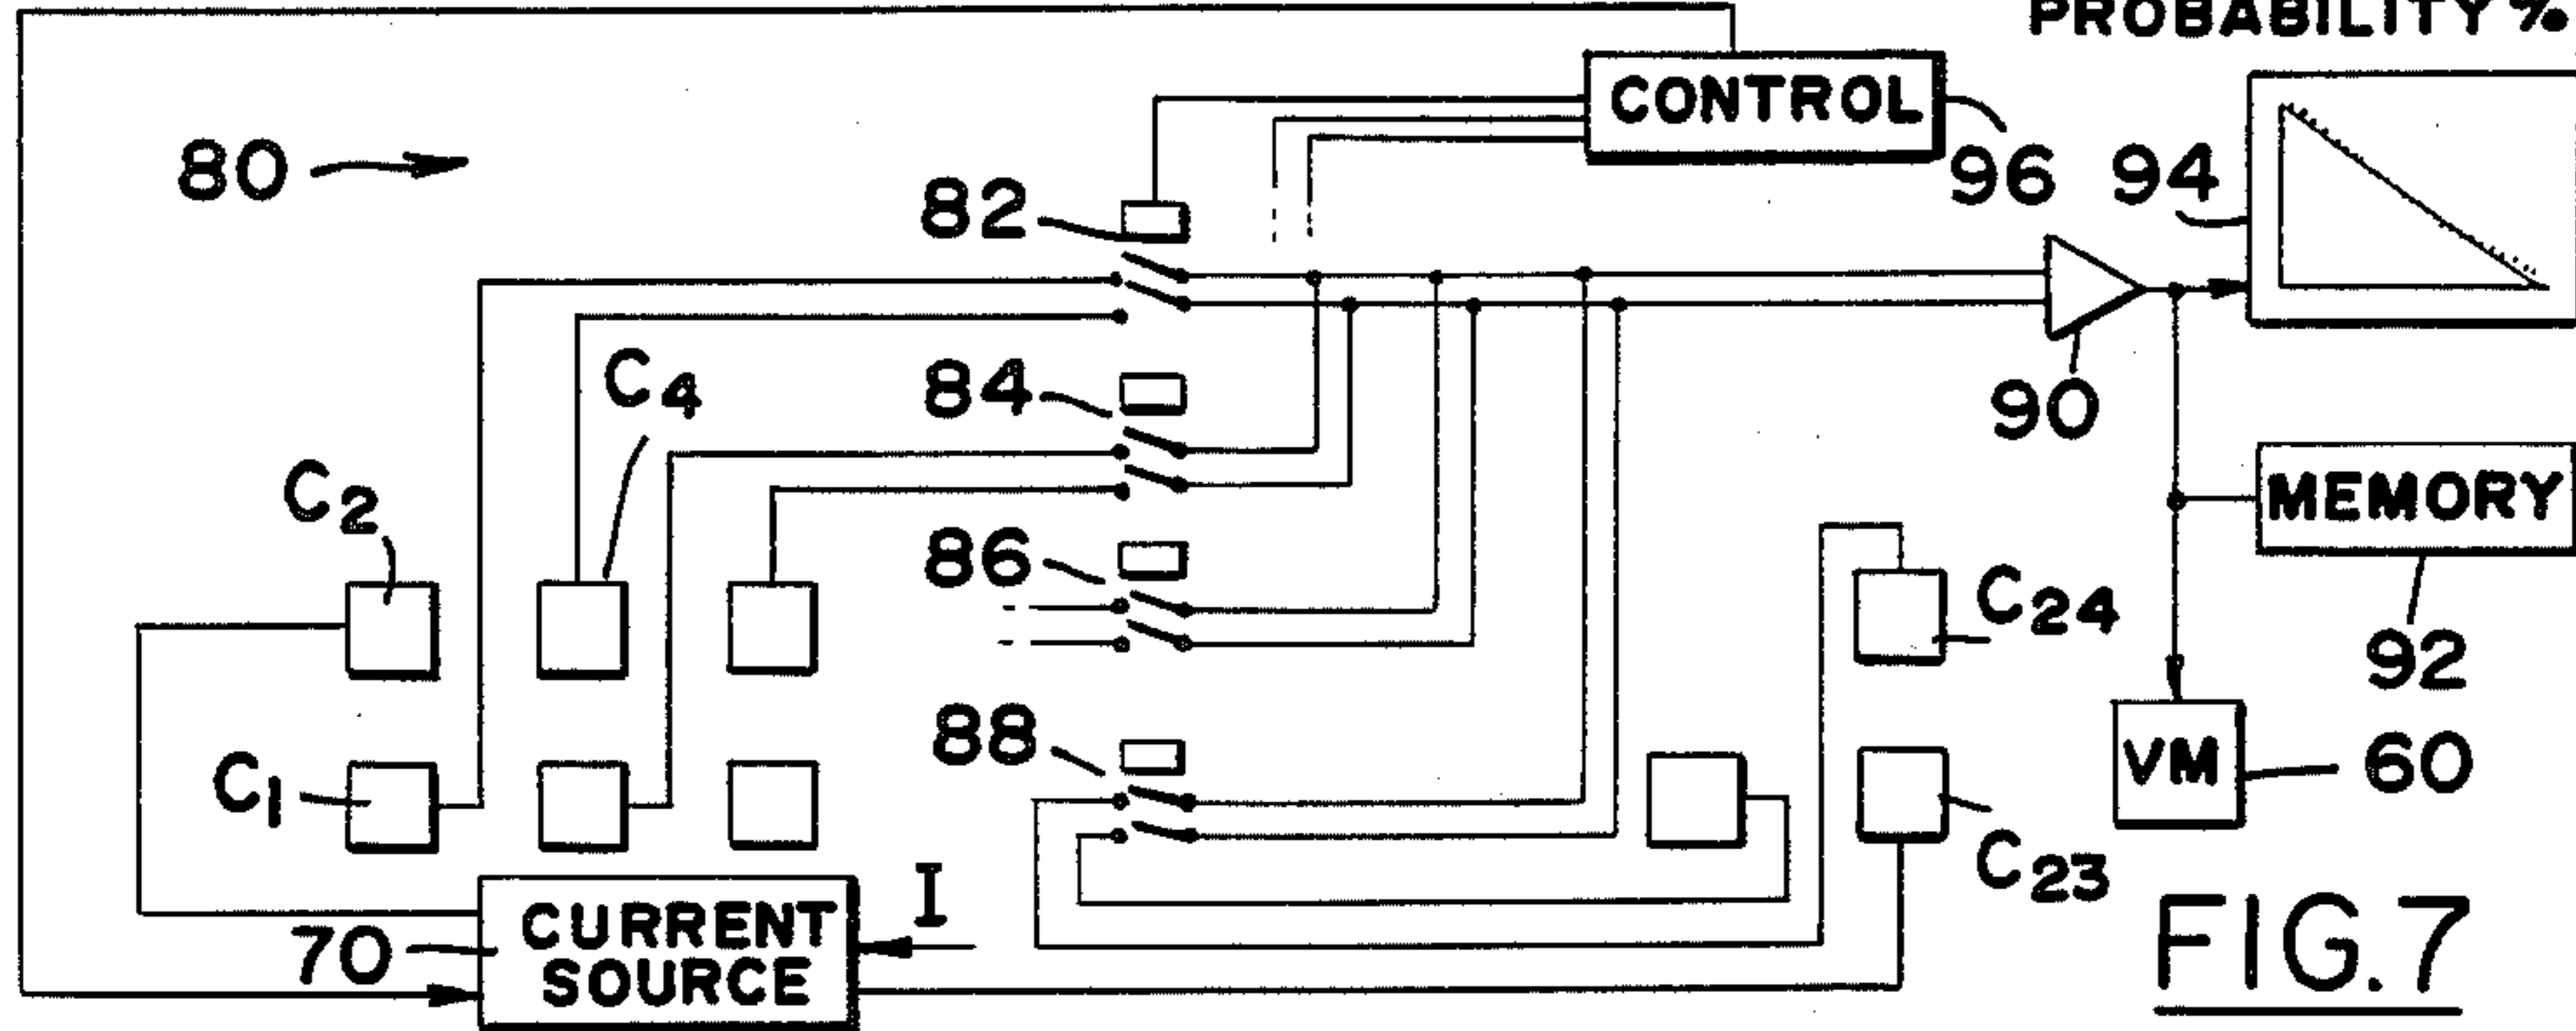 PROBABILITY %
CONTROL
80
96
94
82
C4
84
90
C2
MEMORY
86
C24
92
88
C1
VM
60
I
C23
70
CURRENT
SOURCE
FIG.7